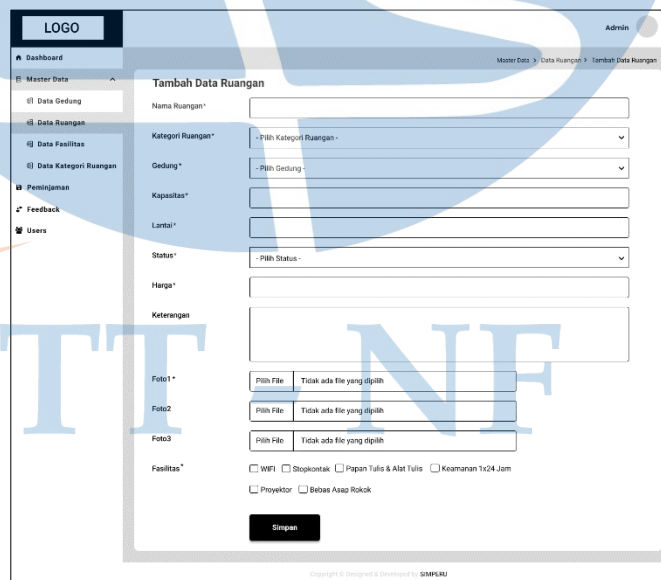 LOGO
Admin
Dashboard
Master Data > Data Ruangan > Tambah Data Ruangan
Master Data
Tambah Data Ruangan
Data Gedung
Nama Ruangan*
Data Ruangan
Kategori Ruangan*
- Pilih Kategori Ruangan -
Data Fasilitas
Data Kategori Ruangan
Gedung*
- Pilih Gedung -
Peminjaman
Kapasitas*
Feedback
Lantai*
Users
Status*
- Pilih Status -
Harga*
Keterangan
TT - NF
Foto1*
Pilih File Tidak ada file yang dipilih
Foto2
Pilih File Tidak ada file yang dipilih
Foto3
Pilih File Tidak ada file yang dipilih
Fasilitas*
WIFI Stopkontak Papan Tulis & Alat Tulis Keamanan 1x24 Jam
Proyektor Bebas Asap Rokok
Simpan
Copyright © Designed & Developed by SIMPERU